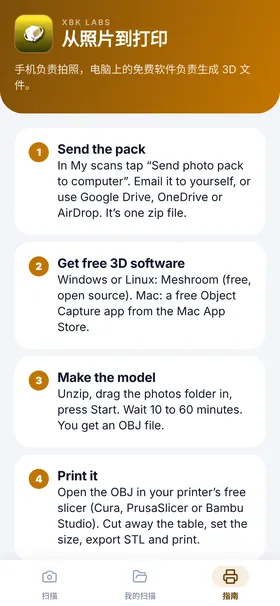 XBK LABS
从照片到打印
手机负责拍照，电脑上的免费软件负责生成 3D 文
件。
1
Send the pack
In My scans tap “Send photo pack
to computer”. Email it to yourself, or
use Google Drive, OneDrive or
AirDrop. It’s one zip file.
2
Get free 3D software
Windows or Linux: Meshroom (free,
open source). Mac: a free Object
Capture app from the Mac App
Store.
3
Make the model
Unzip, drag the photos folder in,
press Start. Wait 10 to 60 minutes.
You get an OBJ file.
4
Print it
Open the OBJ in your printer’s free
slicer (Cura, PrusaSlicer or Bambu
Studio). Cut away the table, set the
size, export STL and print.
扫描
我的扫描
指南